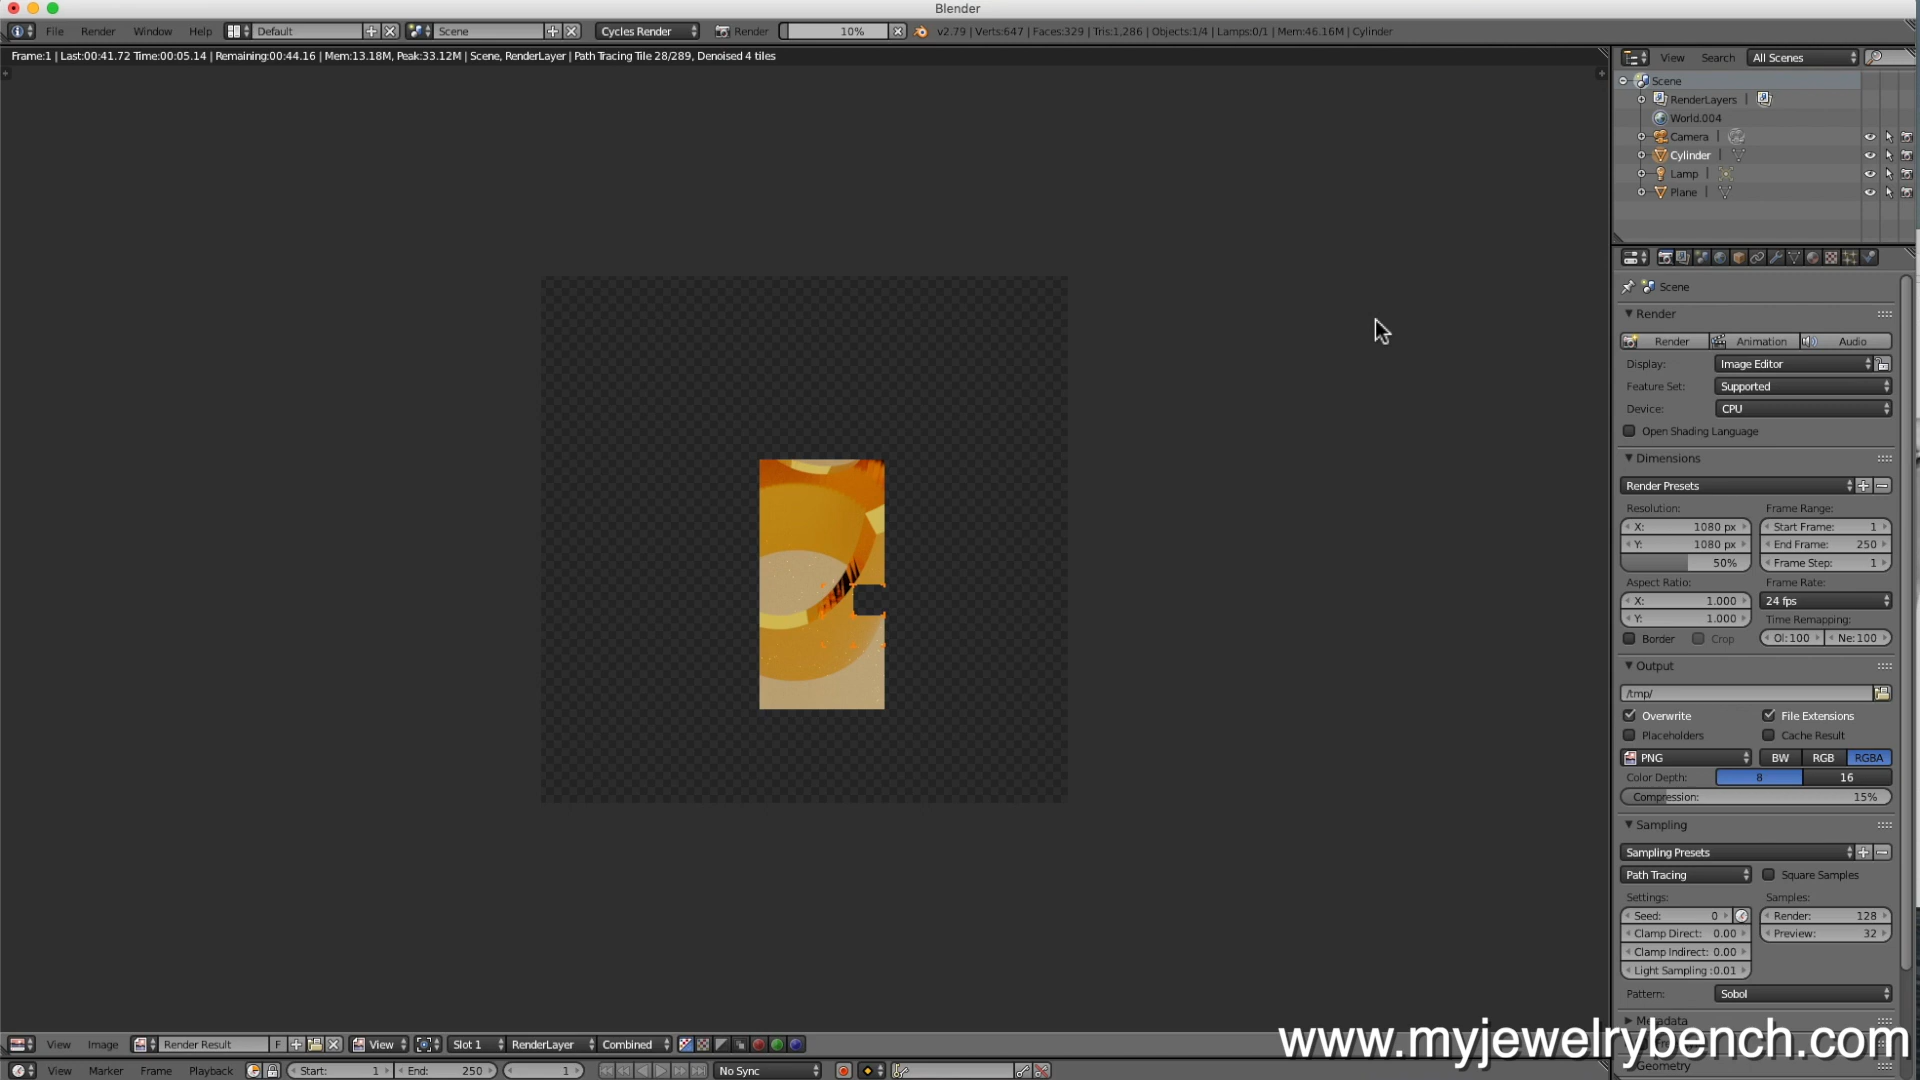 Blender
File Render Window Help Default Scene Cycles Render Render 10% v2.79 | Verts:647 | Faces:329 | Tris:1,286 | Objects:1/4 | Lamps:0/1 | Mem:46.16M | Cylinder
Frame:1 | Last:00:41.72 Time:00:05.14 | Remaining:00:44.16 | Mem:13.18M, Peak:33.12M | Scene, RenderLayer | Path Tracing Tile 28/289, Denoised 4 tiles
View Search All Scenes
Scene
RenderLayers |
World.004
Camera |
Cylinder |
Lamp |
Plane |
Scene
Render
Render Animation Audio
Display: Image Editor
Feature Set: Supported
Device: CPU
Open Shading Language
Dimensions
Render Presets
Resolution: Frame Range:
X: 1080 px Start Frame: 1
Y: 1080 px End Frame: 250
50% Frame Step: 1
Aspect Ratio: Frame Rate:
X: 1.000 24 fps
Y: 1.000 Time Remapping:
Border Crop Ol:100 Ne:100
Output
/tmp/
Overwrite File Extensions
Placeholders Cache Result
PNG BW RGB RGBA
Color Depth: 8 16
Compression: 15%
Sampling
Sampling Presets
Path Tracing Square Samples
Settings: Samples:
Seed: 0 Render: 128
Clamp Direct: 0.00 Preview: 32
Clamp Indirect: 0.00
Light Sampling :0.01
Pattern: Sobol
Metadata
www.myjewelrybench.com
Geometry
View Image Render Result F View Slot 1 RenderLayer Combined
View Marker Frame Playback Start: 1 End: 250 1 No Sync